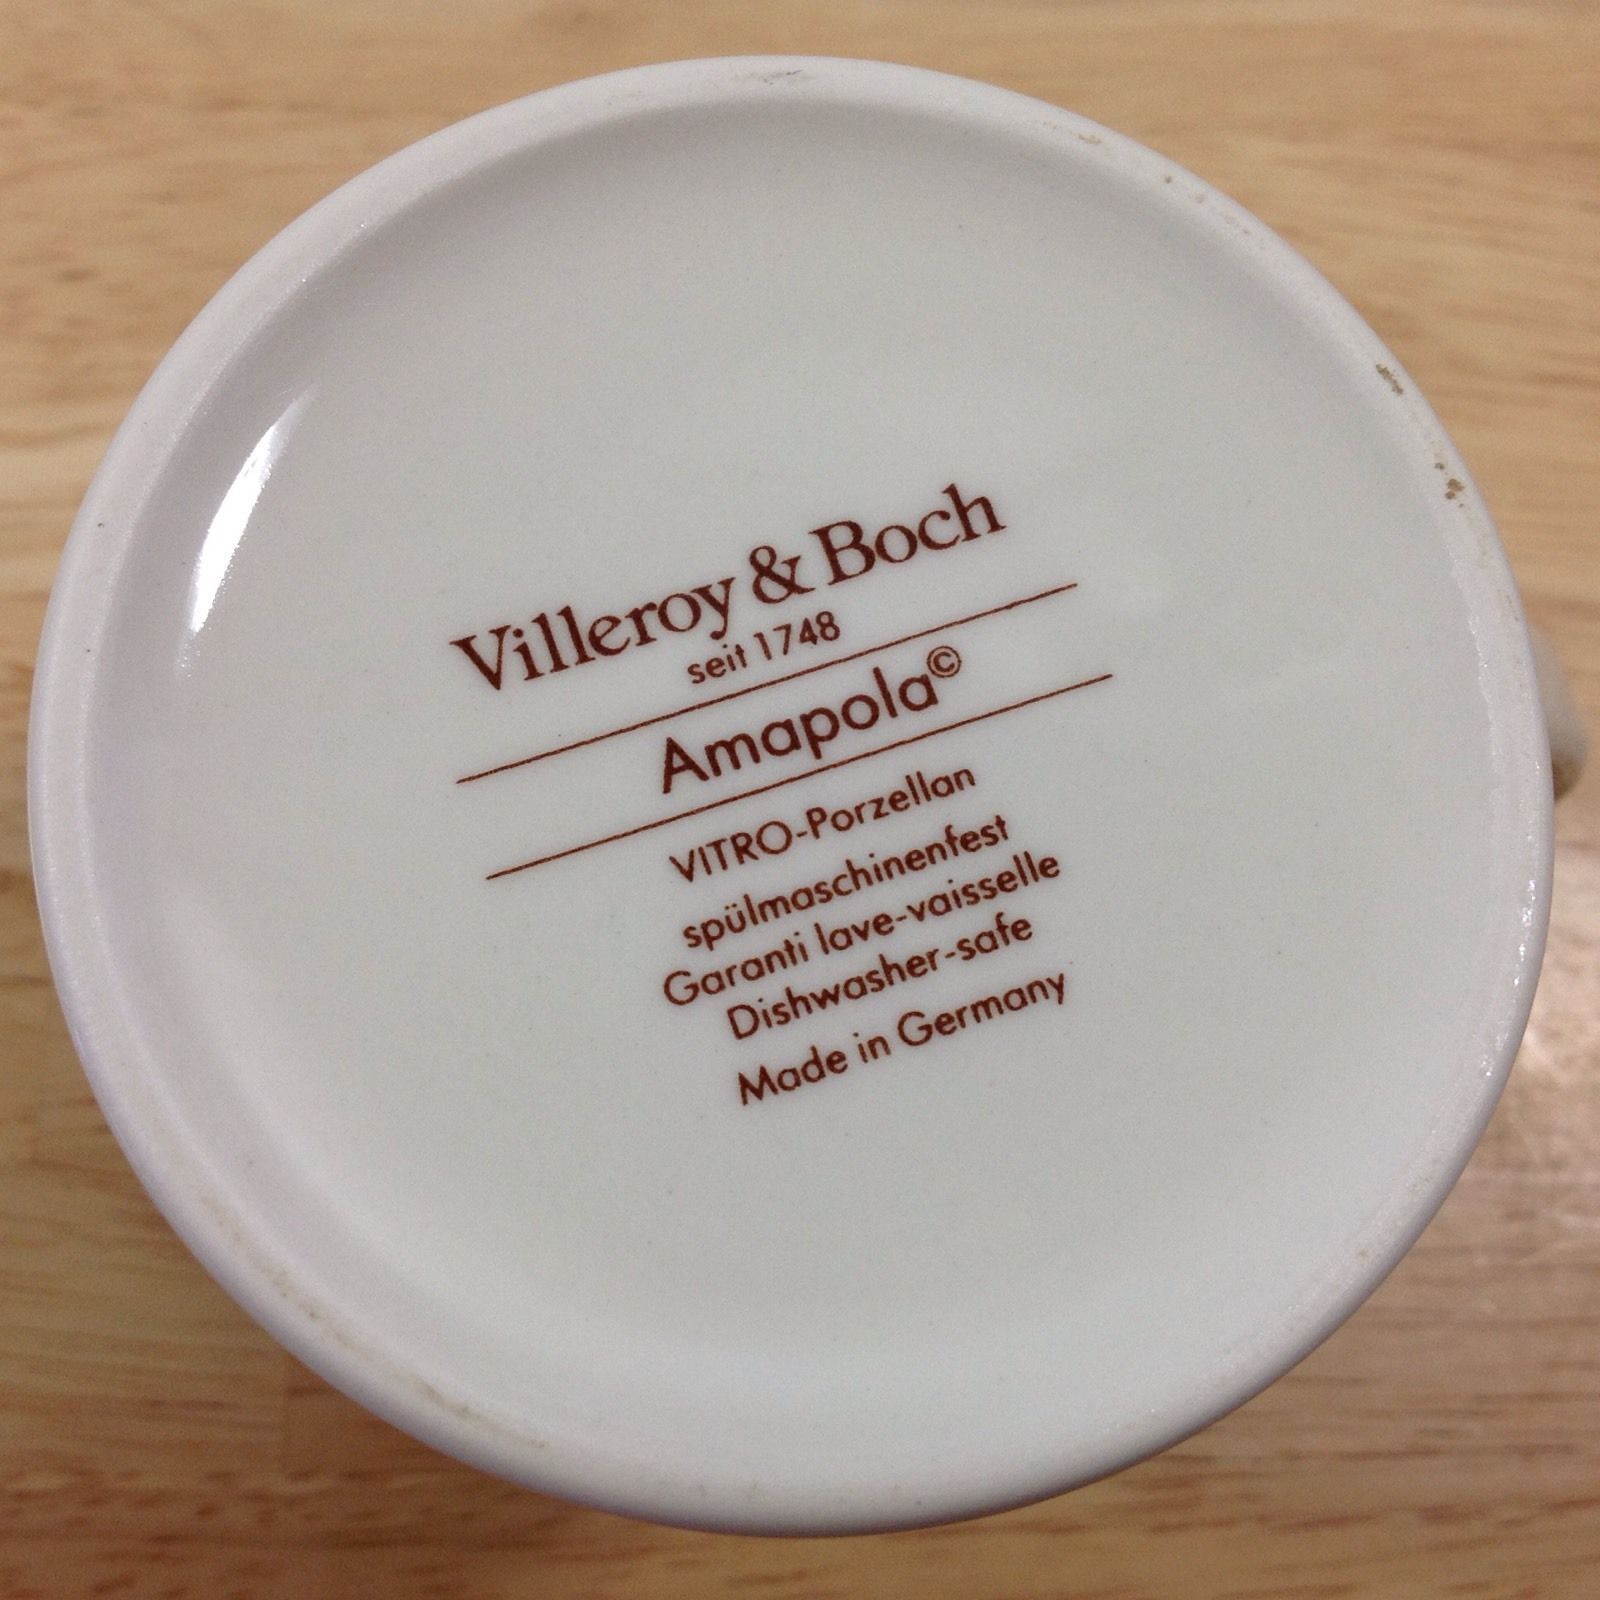 Villeroy & Boch
seit 1748
Amapola©
VITRO-Porzellan
spülmaschinenfest
Garanti lave-vaisselle
Dishwasher-safe
Made in Germany